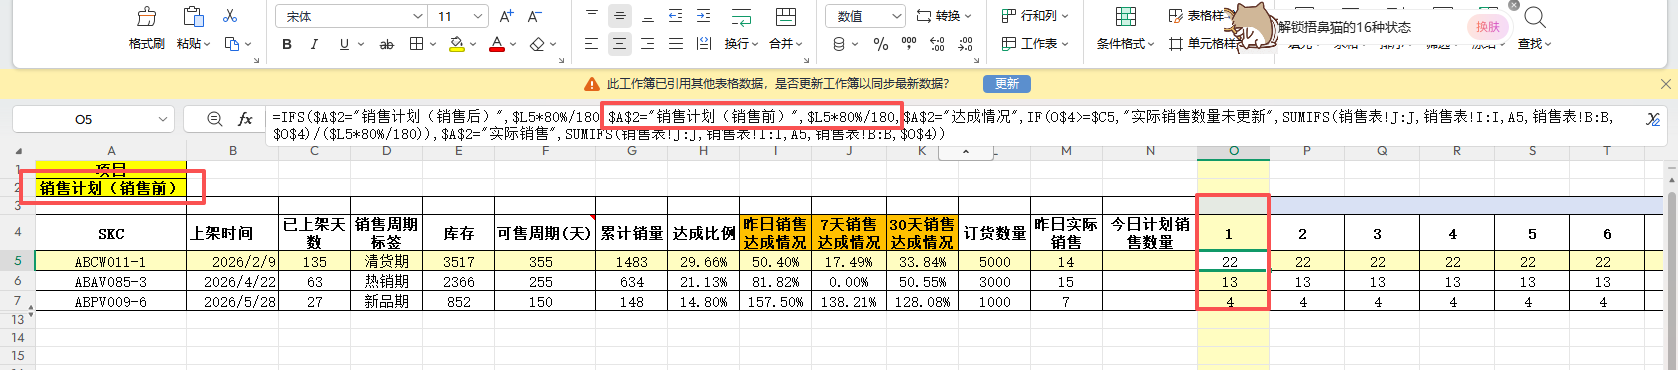 宋体 11 A⁺ A⁻ 数值 转换 行和列 表格样 解锁捂鼻猫的16种状态 换肤
格式刷 粘贴 B I U A 换行 合并 % 工作表 条件格式 单元格样 查找
此工作簿已引用其他表格数据，是否更新工作簿以同步最新数据？ 更新
O5 fx =IFS($A$2="销售计划（销售后）",$L5*80%/180,$A$2="销售计划（销售前）",$L5*80%/180,$A$2="达成情况",IF(O$4>=$C5,"实际销售数量未更新",SUMIFS(销售表!J:J,销售表!I:I,A5,销售表!B:B,
$O$4)/($L5*80%/180)),$A$2="实际销售",SUMIFS(销售表!J:J,销售表!I:I,A5,销售表!B:B,$O$4))
A B C D E F G H I J K L M N O P Q R S T
1 项目
2 销售计划（销售前）
3
4 SKC 上架时间 已上架天数 销售周期标签 库存 可售周期(天) 累计销量 达成比例 昨日销售达成情况 7天销售达成情况 30天销售达成情况 订货数量 昨日实际销售 今日计划销售数量 1 2 3 4 5 6
5 ABCW011-1 2026/2/9 135 清货期 3517 355 1483 29.66% 50.40% 17.49% 33.84% 5000 14 22 22 22 22 22 22
6 ABAV085-3 2026/4/22 63 热销期 2366 255 634 21.13% 81.82% 0.00% 50.55% 3000 15 13 13 13 13 13 13
7 ABPV009-6 2026/5/28 27 新品期 852 150 148 14.80% 157.50% 138.21% 128.08% 1000 7 4 4 4 4 4 4
13
14
15